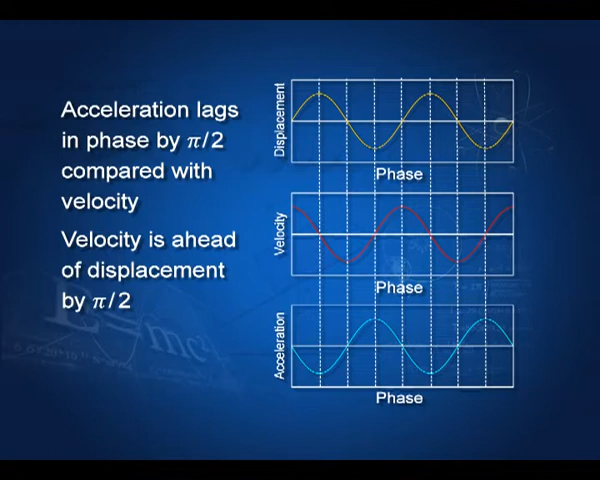 Acceleration lags
in phase by π/2
compared with
velocity
Velocity is ahead
of displacement
by π/2
Displacement
Phase
Velocity
Phase
Acceleration
Phase
E=mc²